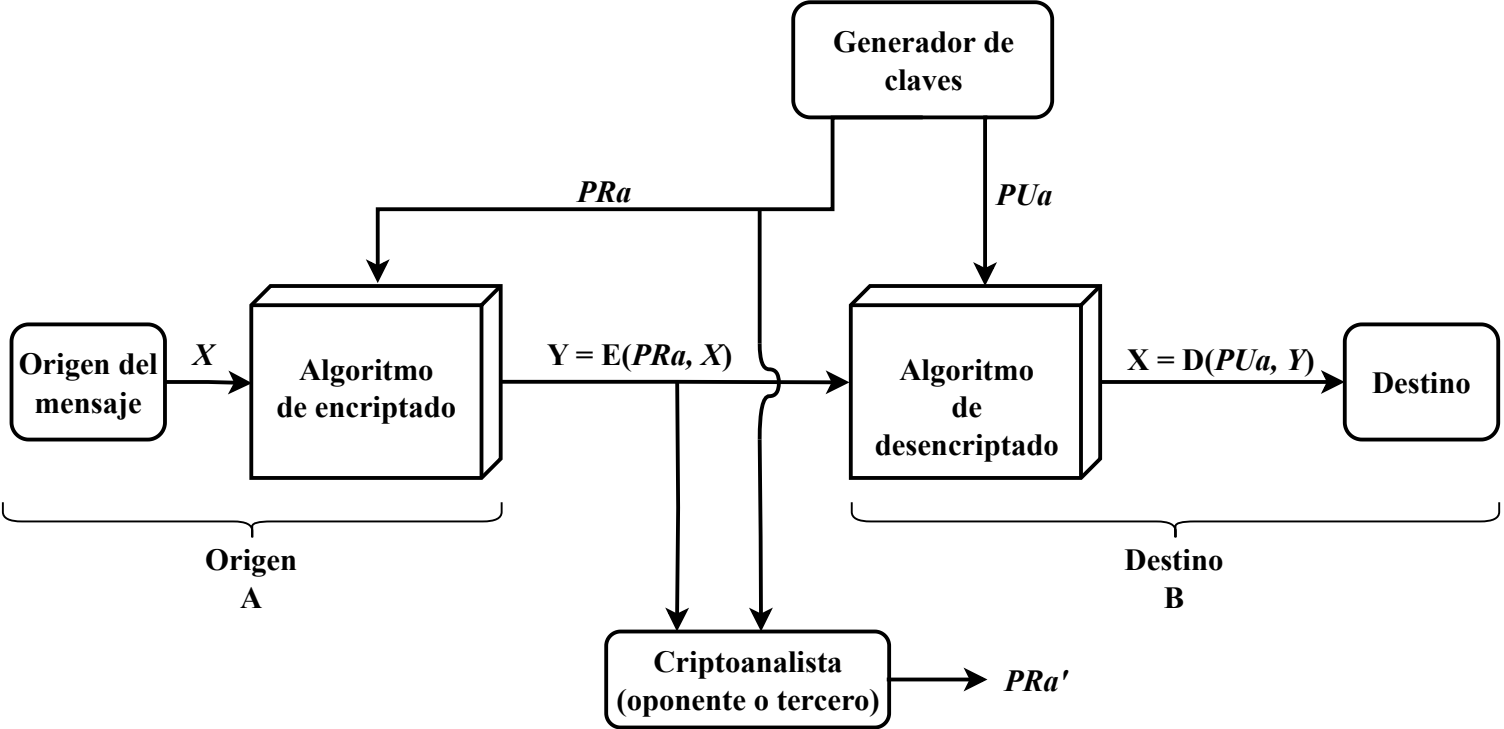 Generador de
claves
PRa
PUa
Origen del
mensaje
X
Algoritmo
de encriptado
Y = E(PRa, X)
Algoritmo
de
desencriptado
X = D(PUa, Y)
Destino
Origen
A
Destino
B
Criptoanalista
(oponente o tercero)
PRa'